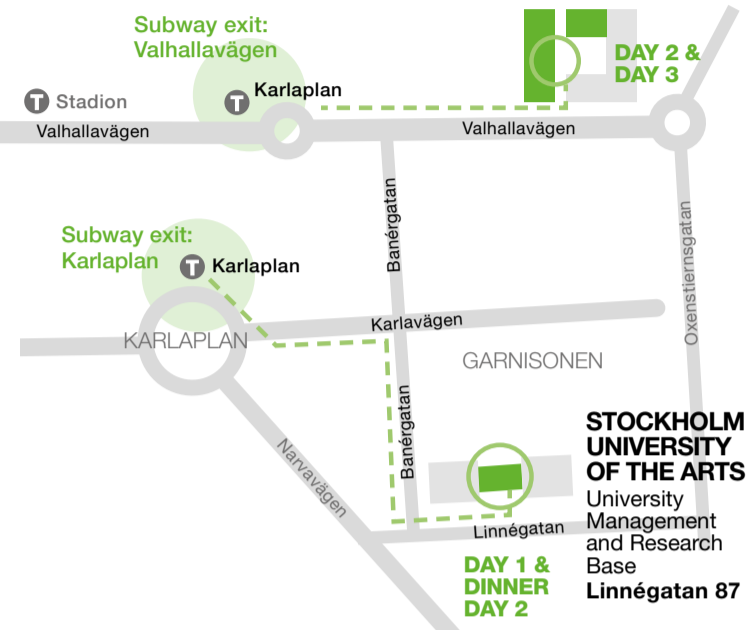 Subway exit:
Valhallavägen
T Stadion
T Karlaplan
DAY 2 &
DAY 3
Valhallavägen
Valhallavägen
Banérgatan
Oxenstiernsgatan
Subway exit:
Karlaplan
T Karlaplan
KARLAPLAN
Karlavägen
GARNISONEN
Banérgatan
Narvavägen
Linnégatan
STOCKHOLM
UNIVERSITY
OF THE ARTS
University
Management
and Research
Base
Linnégatan 87
DAY 1 &
DINNER
DAY 2